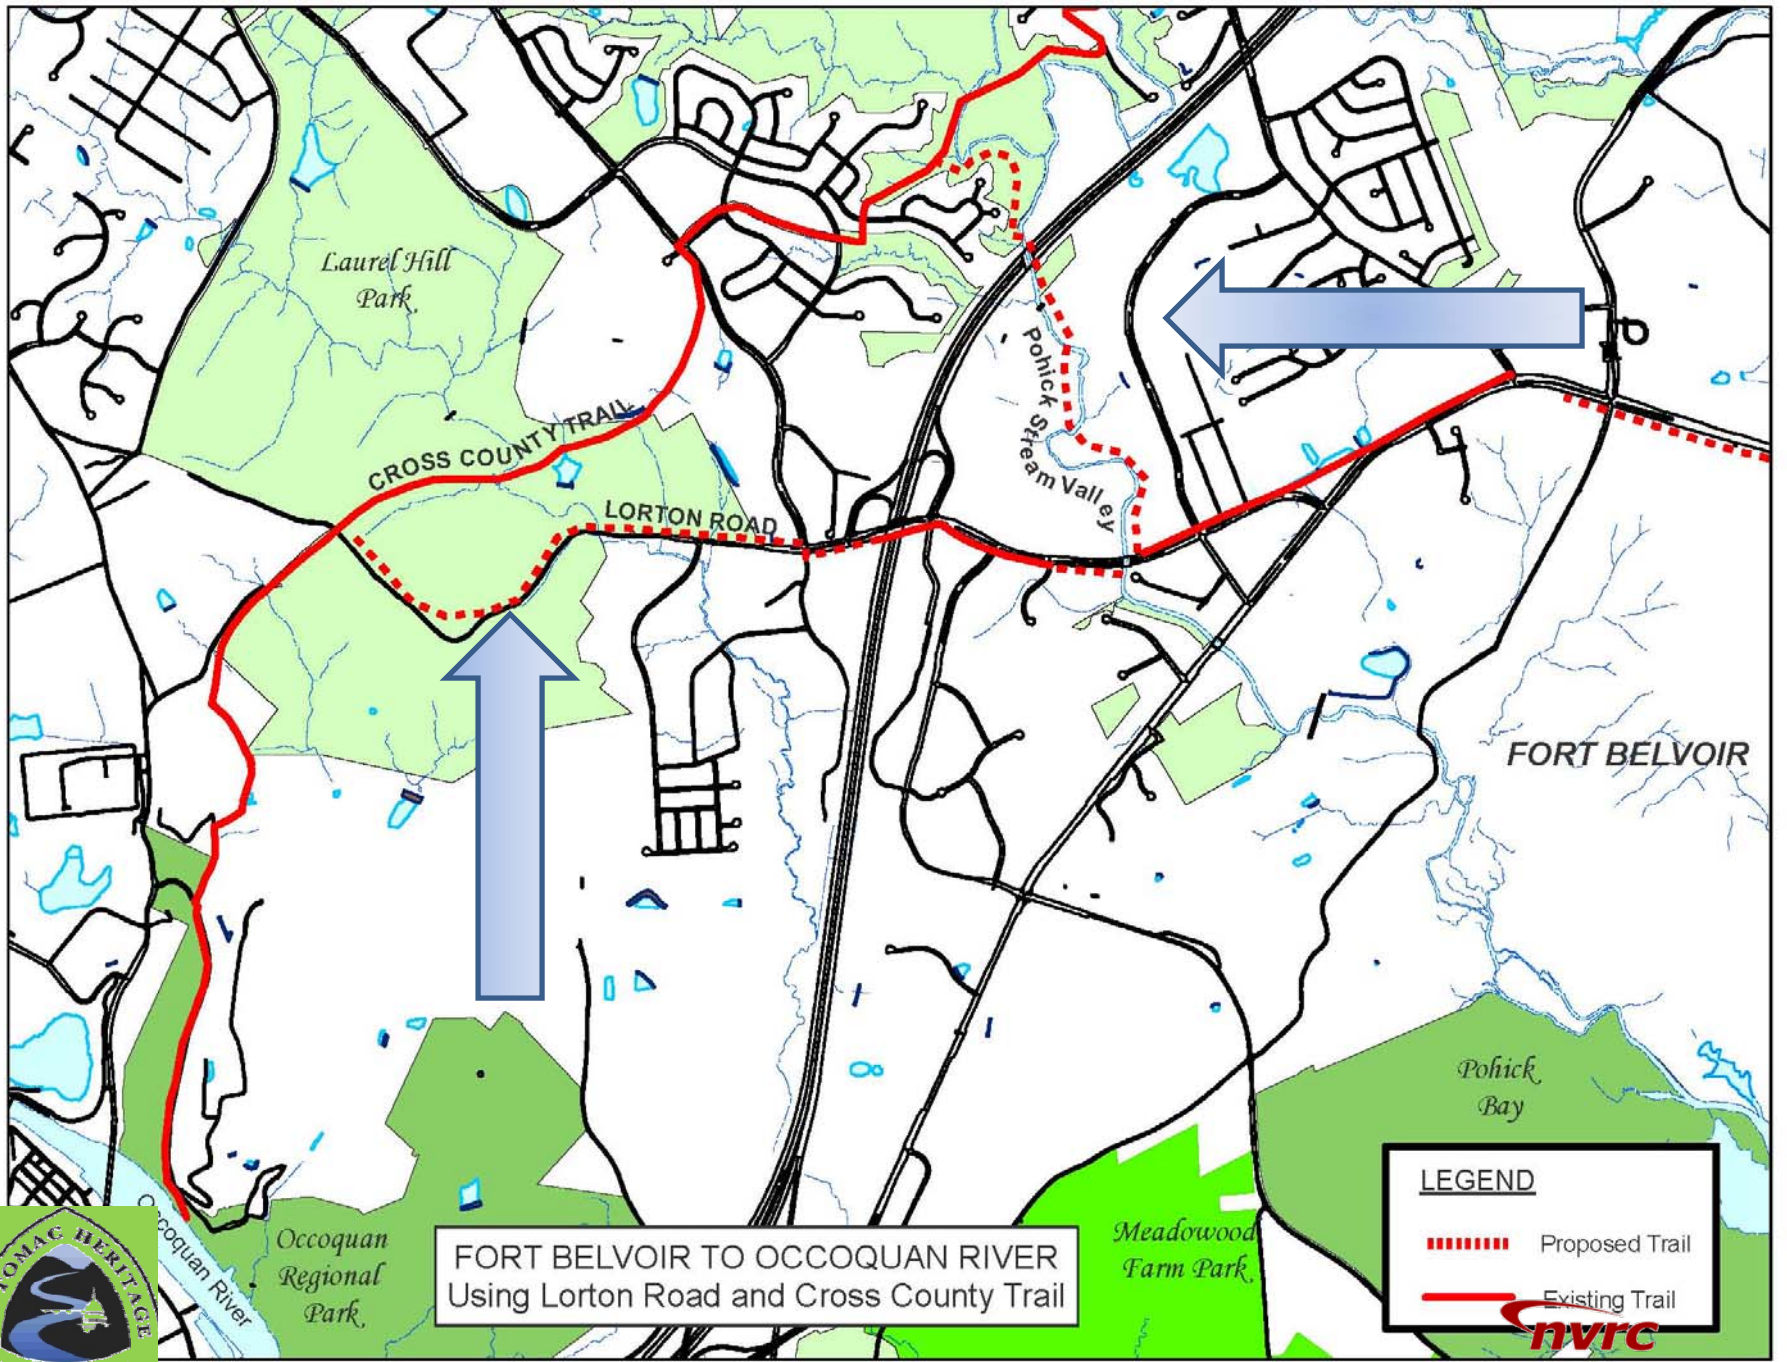 Laurel Hill
Park
CROSS COUNTY TRAIL
LORTON ROAD
Pohick Stream Valley
FORT BELVOIR
Pohick
Bay
Occoquan River
Occoquan
Regional
Park
Meadowood
Farm Park
FORT BELVOIR TO OCCOQUAN RIVER
Using Lorton Road and Cross County Trail
LEGEND
Proposed Trail
Existing Trail
TOMAC HERITAGE
nvrc